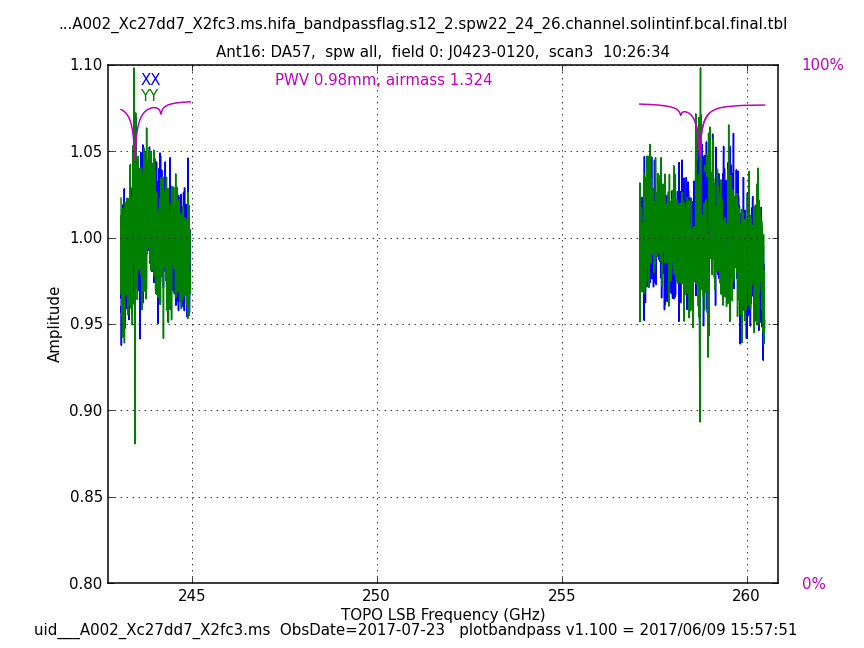 ...A002_Xc27dd7_X2fc3.ms.hifa_bandpassflag.s12_2.spw22_24_26.channel.solintinf.bcal.final.tbl
Ant16: DA57,  spw all,  field 0: J0423-0120,  scan3  10:26:34
1.10
100%
XX
PWV 0.98mm, airmass 1.324
YY
1.05
1.00
0.95
Amplitude
0.90
0.85
0.80
0%
245
250
255
260
TOPO LSB Frequency (GHz)
uid___A002_Xc27dd7_X2fc3.ms  ObsDate=2017-07-23   plotbandpass v1.100 = 2017/06/09 15:57:51